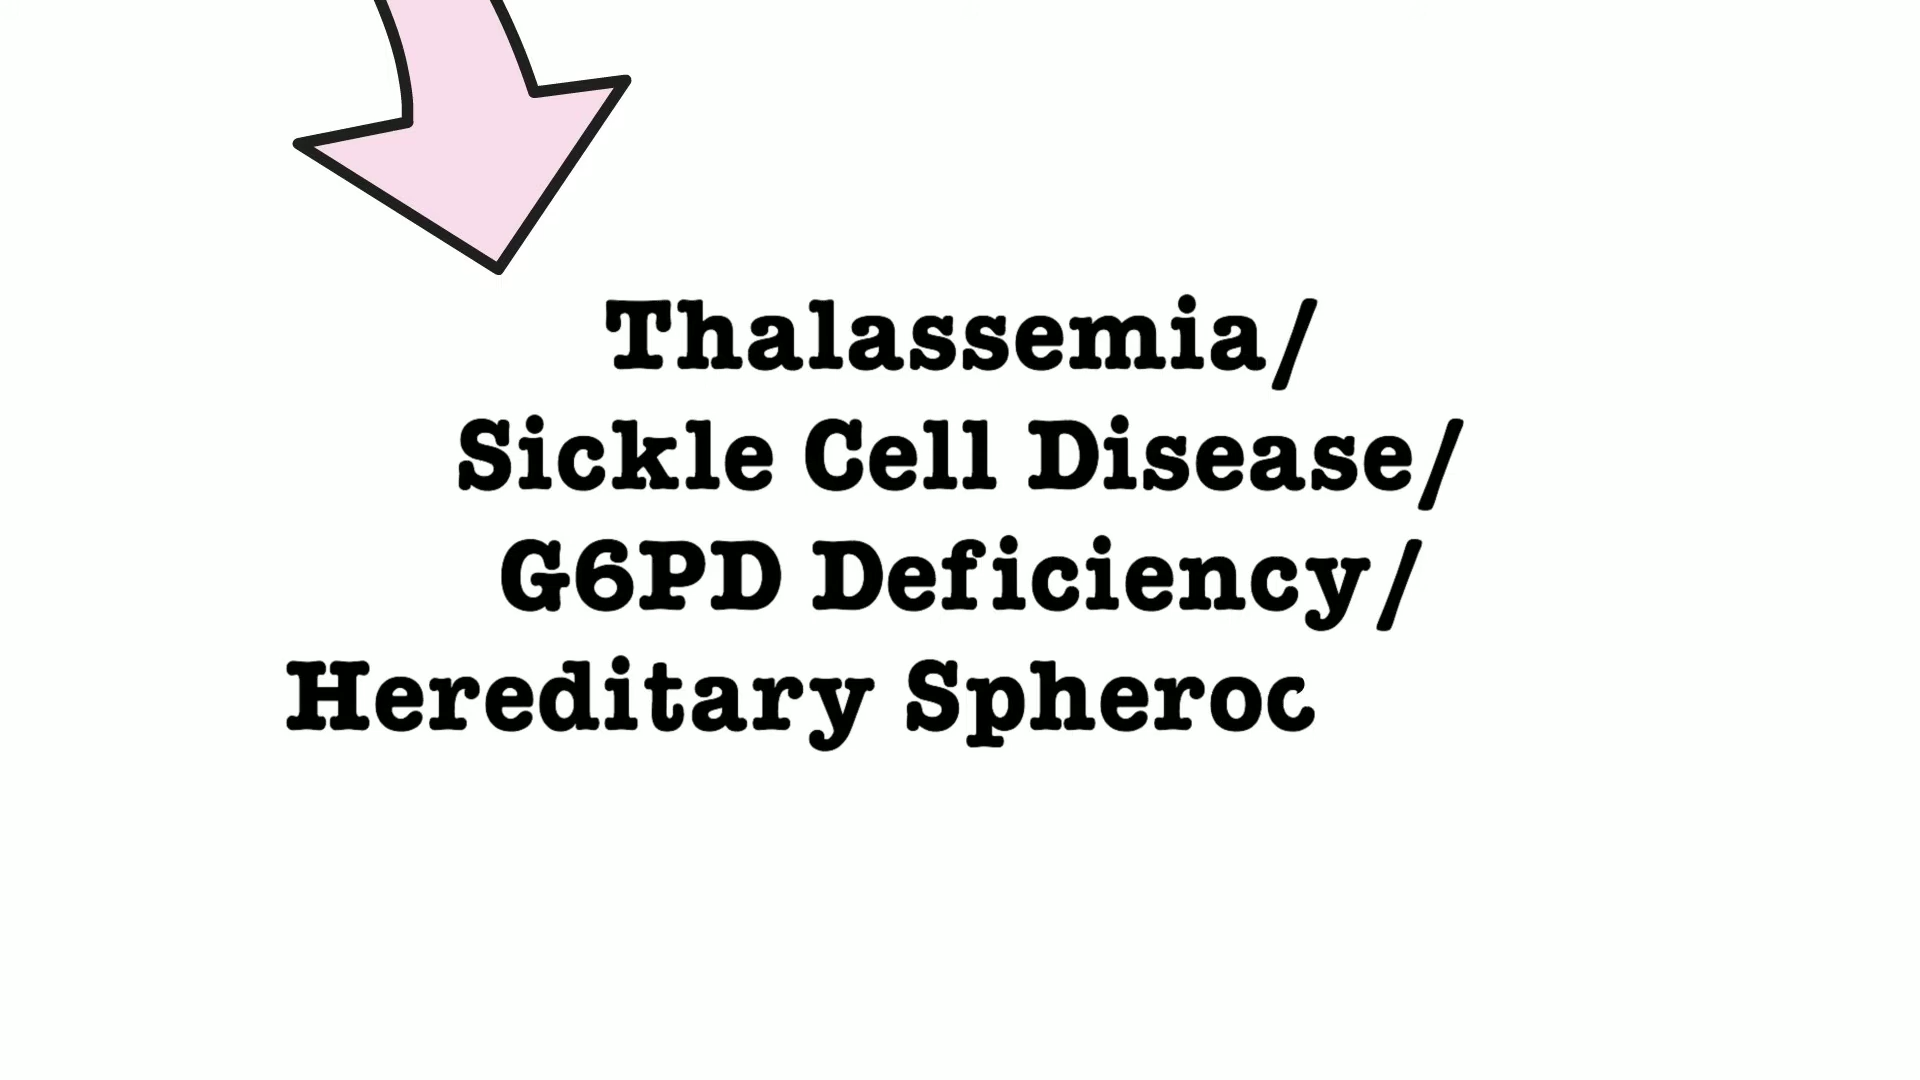 Thalassemia/
Sickle Cell Disease/
G6PD Deficiency/
Hereditary Spheroc